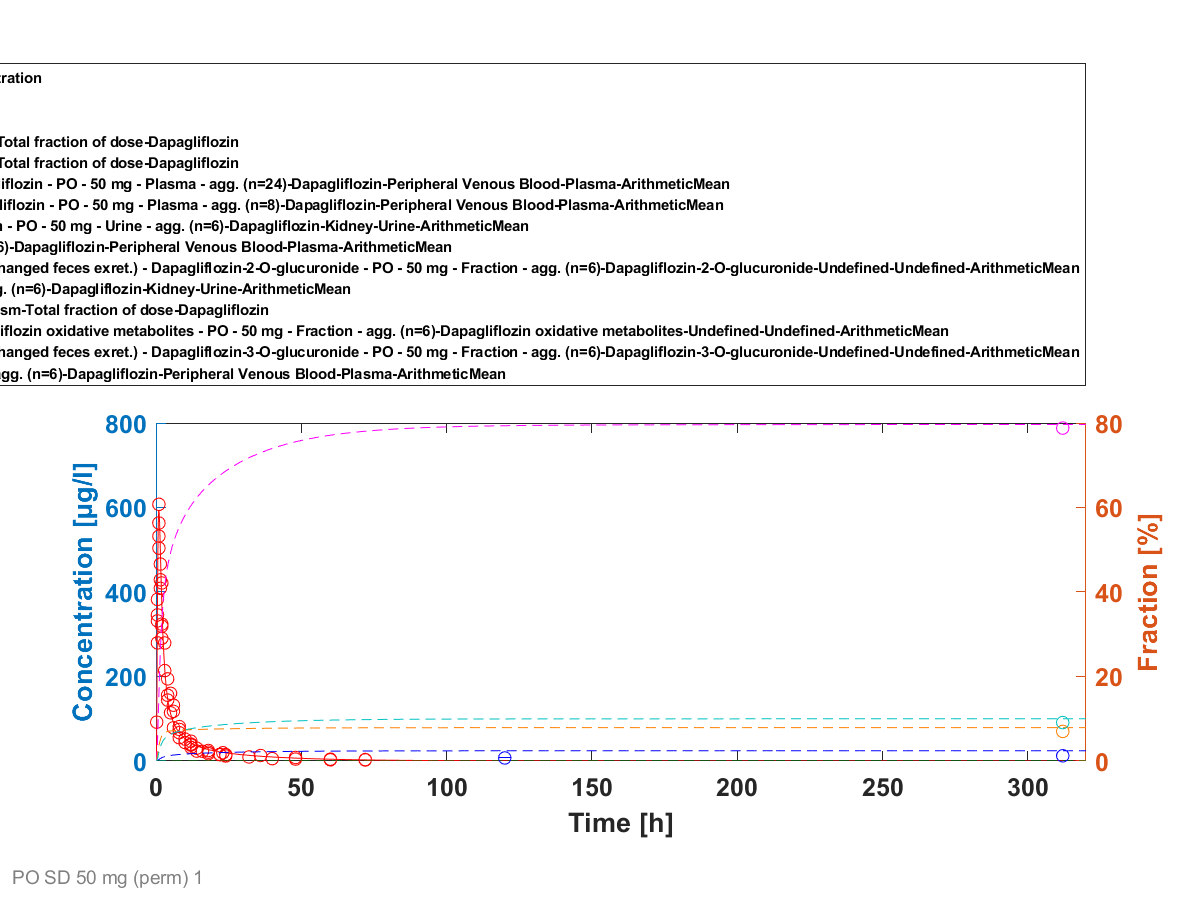 ration
Total fraction of dose-Dapagliflozin
Total fraction of dose-Dapagliflozin
iflozin - PO - 50 mg - Plasma - agg. (n=24)-Dapagliflozin-Peripheral Venous Blood-Plasma-ArithmeticMean
liflozin - PO - 50 mg - Plasma - agg. (n=8)-Dapagliflozin-Peripheral Venous Blood-Plasma-ArithmeticMean
n - PO - 50 mg - Urine - agg. (n=6)-Dapagliflozin-Kidney-Urine-ArithmeticMean
6)-Dapagliflozin-Peripheral Venous Blood-Plasma-ArithmeticMean
hanged feces exret.) - Dapagliflozin-2-O-glucuronide - PO - 50 mg - Fraction - agg. (n=6)-Dapagliflozin-2-O-glucuronide-Undefined-Undefined-ArithmeticMean
g. (n=6)-Dapagliflozin-Kidney-Urine-ArithmeticMean
sm-Total fraction of dose-Dapagliflozin
iflozin oxidative metabolites - PO - 50 mg - Fraction - agg. (n=6)-Dapagliflozin oxidative metabolites-Undefined-Undefined-ArithmeticMean
hanged feces exret.) - Dapagliflozin-3-O-glucuronide - PO - 50 mg - Fraction - agg. (n=6)-Dapagliflozin-3-O-glucuronide-Undefined-Undefined-ArithmeticMean
agg. (n=6)-Dapagliflozin-Peripheral Venous Blood-Plasma-ArithmeticMean
800 80
600 60
400 40
200 20
0 0
Concentration [µg/l]
Fraction [%]
0 50 100 150 200 250 300
Time [h]
PO SD 50 mg (perm) 1